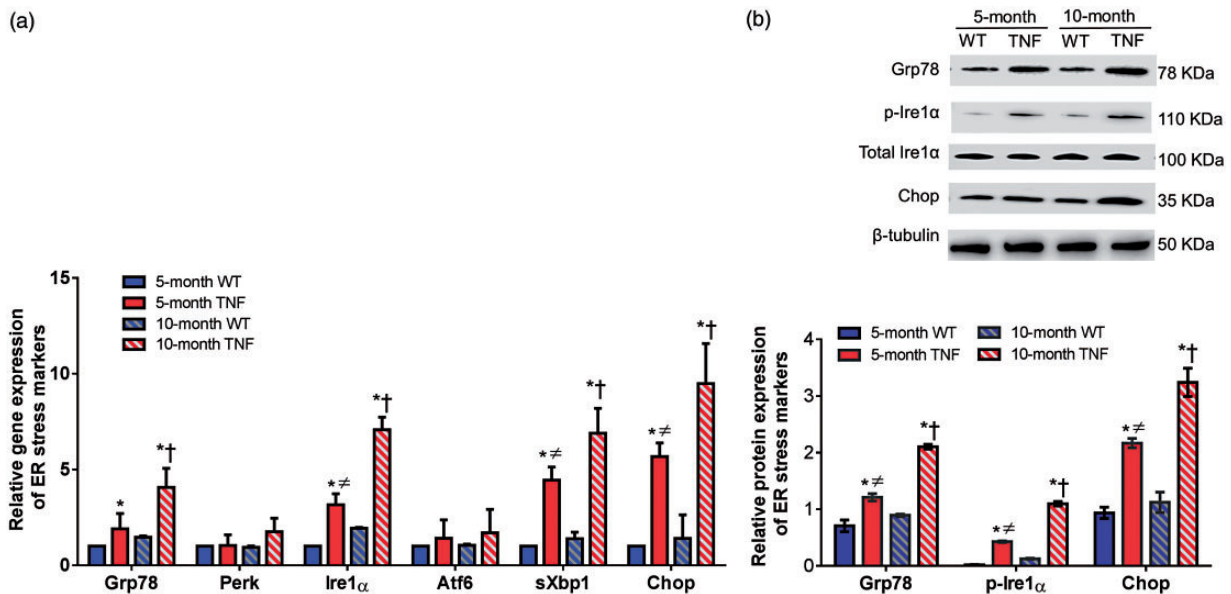 (a)
15
10
5
0
Relative gene expression
of ER stress markers
5-month WT
5-month TNF
10-month WT
10-month TNF
*
*†
*≠
*†
*≠
*†
*≠
*†
Grp78 Perk Ire1α Atf6 sXbp1 Chop
(b)
5-month 10-month
WT TNF WT TNF
Grp78 78 KDa
p-Ire1α 110 KDa
Total Ire1α 100 KDa
Chop 35 KDa
β-tubulin 50 KDa
4
3
2
1
0
Relative protein expression
of ER stress markers
5-month WT 10-month WT
5-month TNF 10-month TNF
*≠
*†
*≠
*†
*≠
*†
Grp78 p-Ire1α Chop